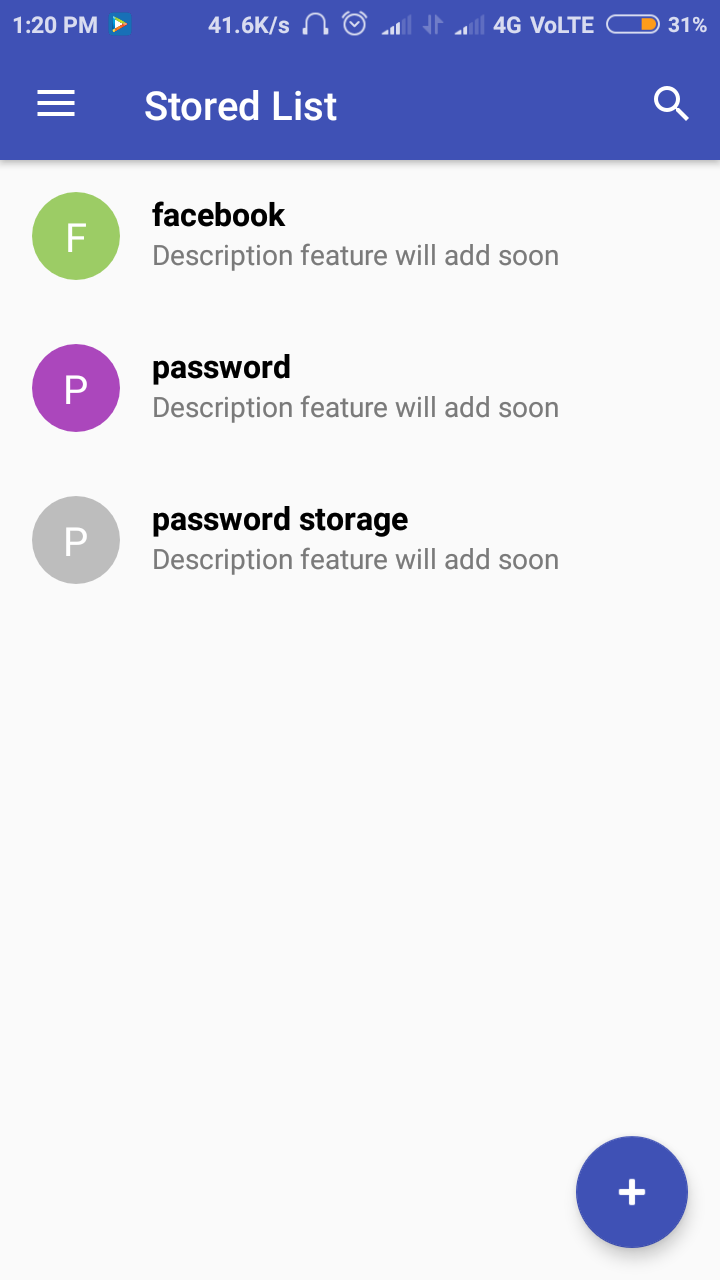 1:20 PM 41.6K/s 4G VoLTE 31%
Stored List
F
facebook
Description feature will add soon
P
password
Description feature will add soon
P
password storage
Description feature will add soon
+